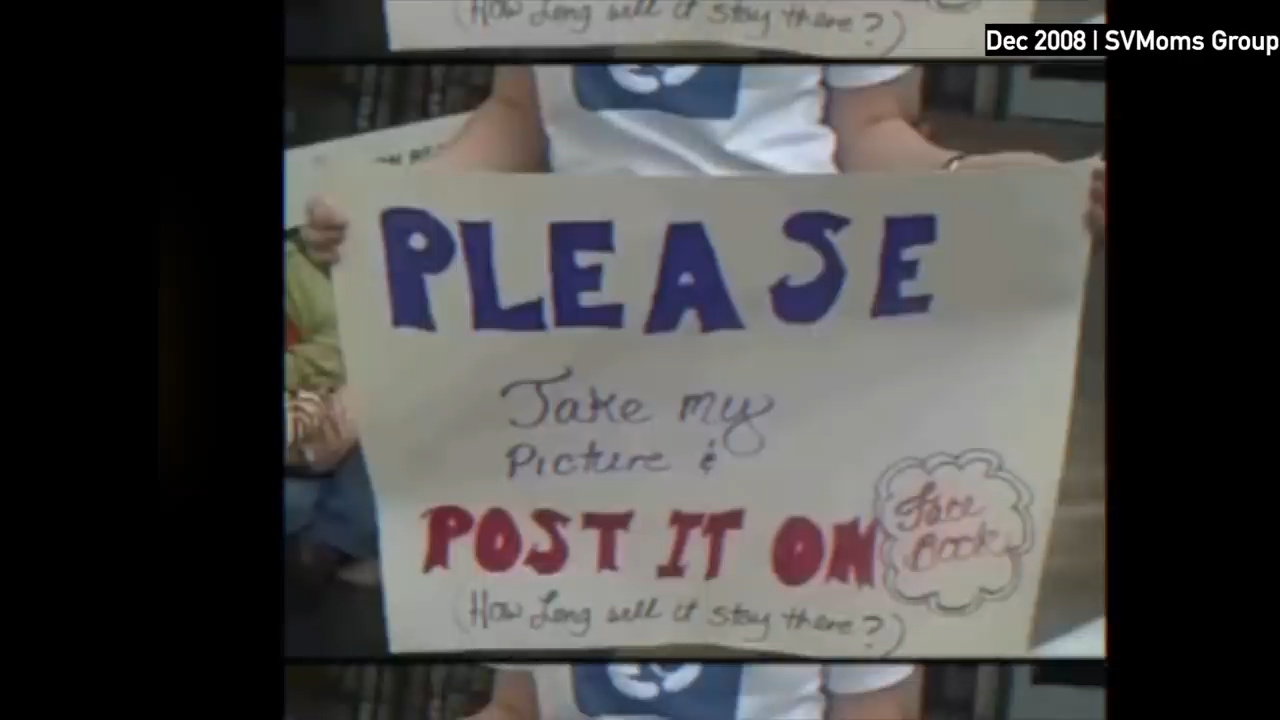 (How Long will it stay there?)
Dec 2008 | SVMoms Group
PLEASE
Take my
Picture &
POST IT ON
Face
Book
(How Long will it stay there?)